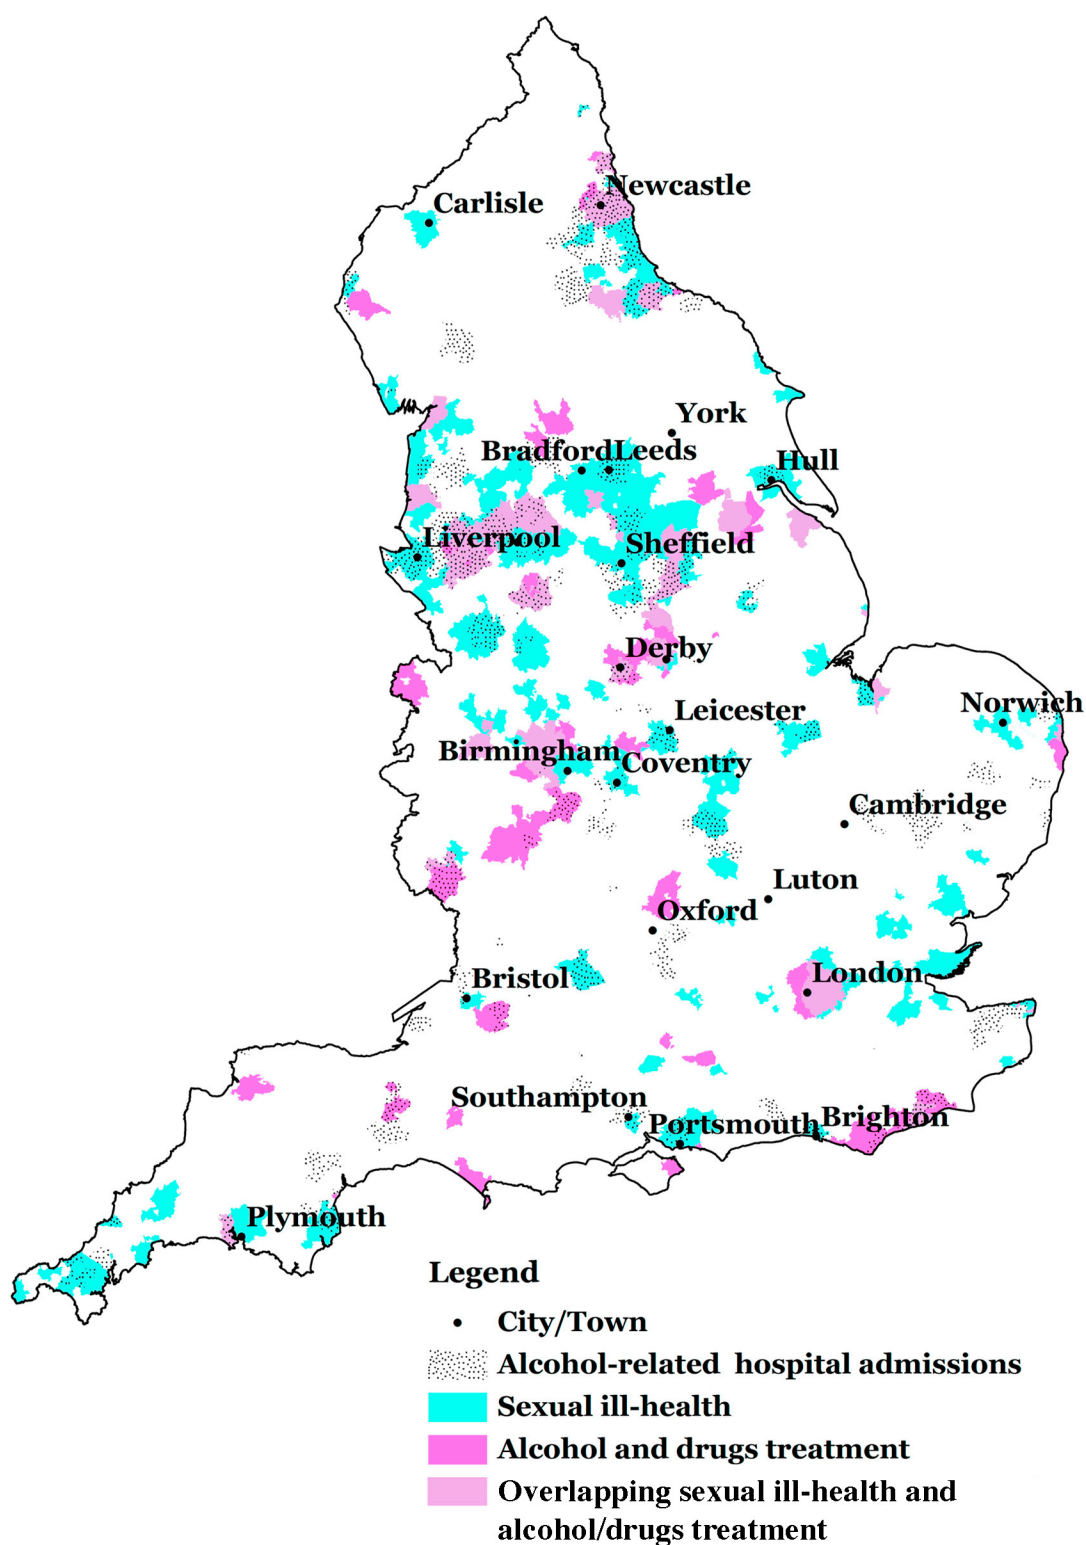 Newcastle
Carlisle
York
Bradford Leeds
Hull
Liverpool
Sheffield
Derby
Norwich
Leicester
Birmingham
Coventry
Cambridge
Luton
Oxford
London
Bristol
Southampton
Portsmouth Brighton
Plymouth
Legend
City/Town
Alcohol-related hospital admissions
Sexual ill-health
Alcohol and drugs treatment
Overlapping sexual ill-health and
alcohol/drugs treatment